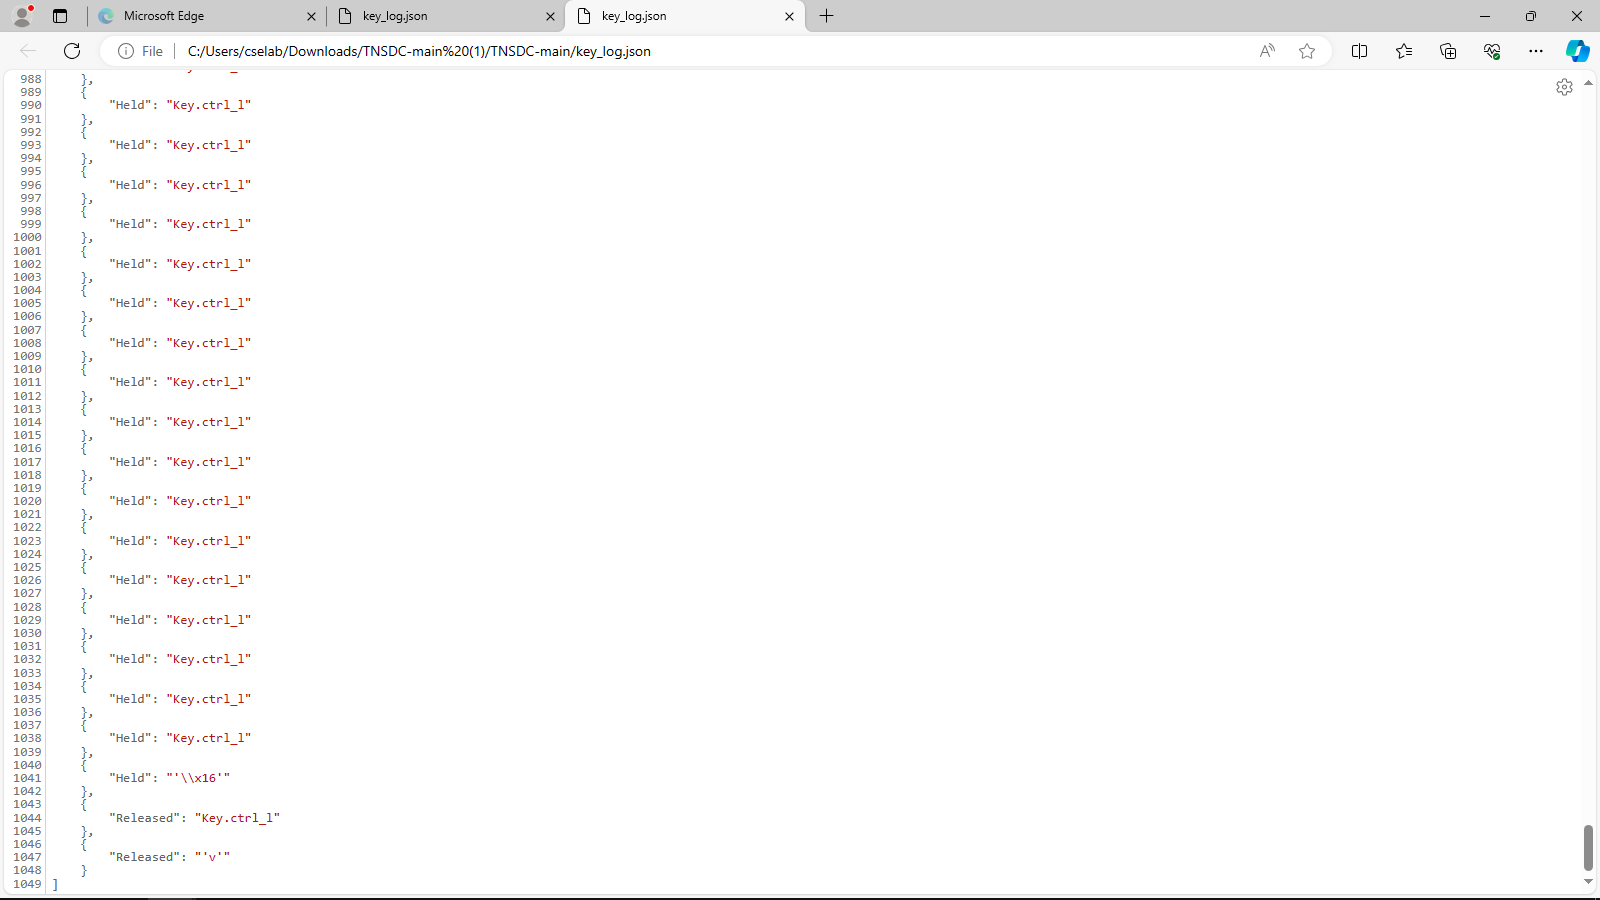 Microsoft Edge
key_log.json
key_log.json
File
C:/Users/cselab/Downloads/TNSDC-main%20(1)/TNSDC-main/key_log.json
988 },
989 {
990 "Held": "Key.ctrl_l"
991 },
992 {
993 "Held": "Key.ctrl_l"
994 },
995 {
996 "Held": "Key.ctrl_l"
997 },
998 {
999 "Held": "Key.ctrl_l"
1000 },
1001 {
1002 "Held": "Key.ctrl_l"
1003 },
1004 {
1005 "Held": "Key.ctrl_l"
1006 },
1007 {
1008 "Held": "Key.ctrl_l"
1009 },
1010 {
1011 "Held": "Key.ctrl_l"
1012 },
1013 {
1014 "Held": "Key.ctrl_l"
1015 },
1016 {
1017 "Held": "Key.ctrl_l"
1018 },
1019 {
1020 "Held": "Key.ctrl_l"
1021 },
1022 {
1023 "Held": "Key.ctrl_l"
1024 },
1025 {
1026 "Held": "Key.ctrl_l"
1027 },
1028 {
1029 "Held": "Key.ctrl_l"
1030 },
1031 {
1032 "Held": "Key.ctrl_l"
1033 },
1034 {
1035 "Held": "Key.ctrl_l"
1036 },
1037 {
1038 "Held": "Key.ctrl_l"
1039 },
1040 {
1041 "Held": "'\\x16'"
1042 },
1043 {
1044 "Released": "Key.ctrl_l"
1045 },
1046 {
1047 "Released": "'v'"
1048 }
1049 ]